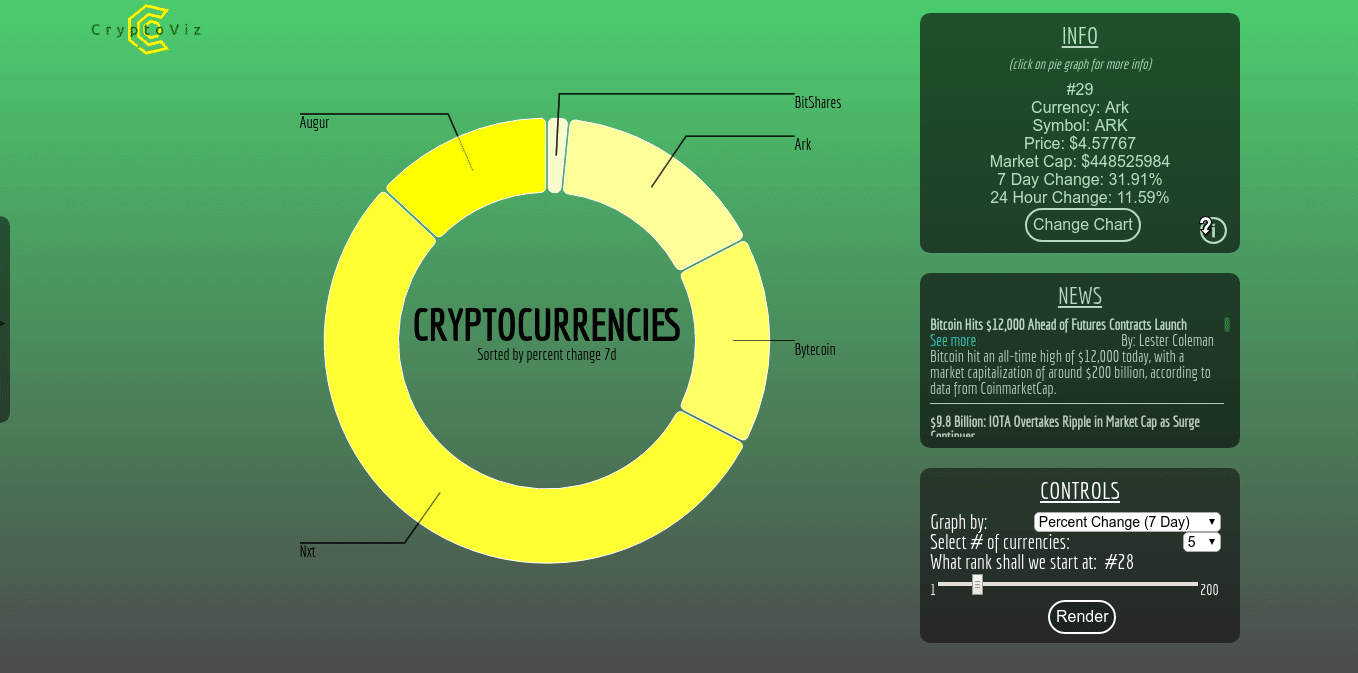 CryptoViz
Augur
BitShares
Ark
CRYPTOCURRENCIES
Sorted by percent change 7d
Bytecoin
Nxt
INFO
(click on pie graph for more info)
#29
Currency: Ark
Symbol: ARK
Price: $4.57767
Market Cap: $448525984
7 Day Change: 31.91%
24 Hour Change: 11.59%
Change Chart
i
NEWS
Bitcoin Hits $12,000 Ahead of Futures Contracts Launch
See more By: Lester Coleman
Bitcoin hit an all-time high of $12,000 today, with a
market capitalization of around $200 billion, according to
data from CoinmarketCap.
$9.8 Billion: IOTA Overtakes Ripple in Market Cap as Surge
Continues
CONTROLS
Graph by: Percent Change (7 Day)
Select # of currencies: 5
What rank shall we start at: #28
1 200
Render